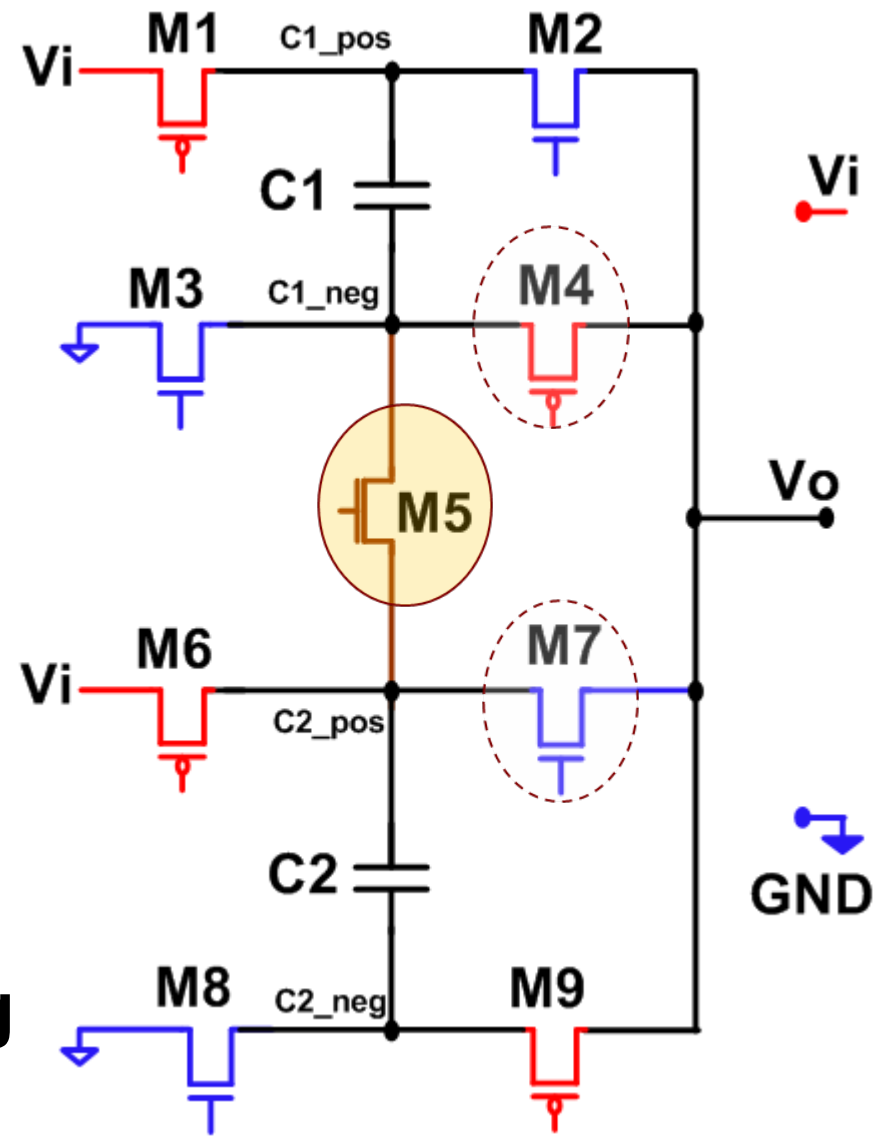 M1 C1_pos M2
Vi
Vi
C1
M3 C1_neg M4
Vo
M5
M6 M7
Vi
C2_pos
C2
GND
M8 C2_neg M9
g